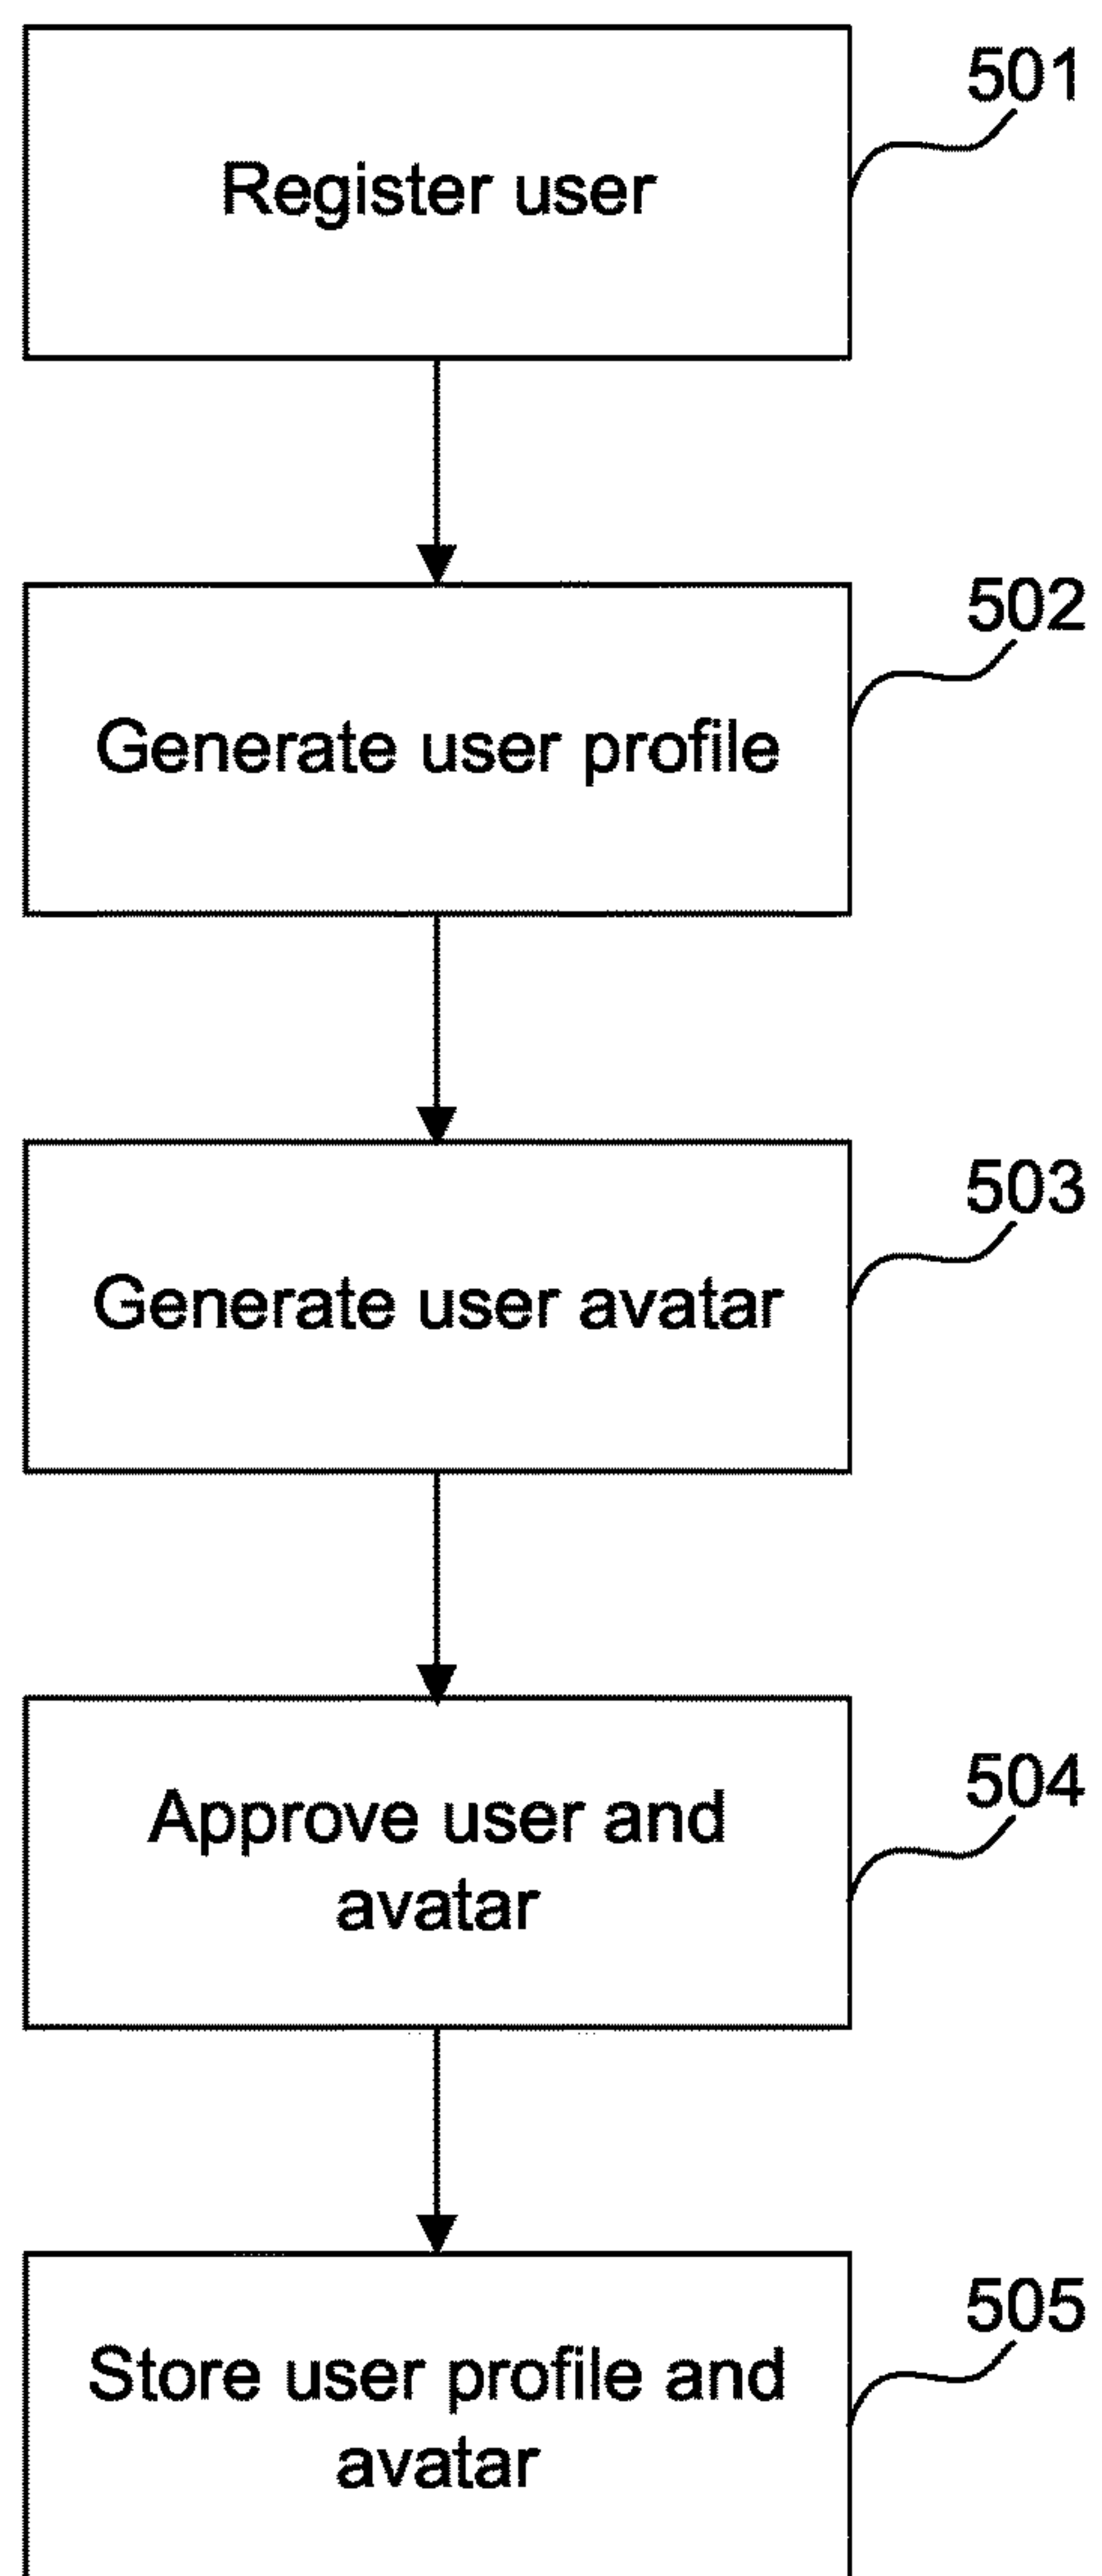 501
Register user
502
Generate user profile
503
Generate user avatar
504
Approve user and
avatar
505
Store user profile and
avatar